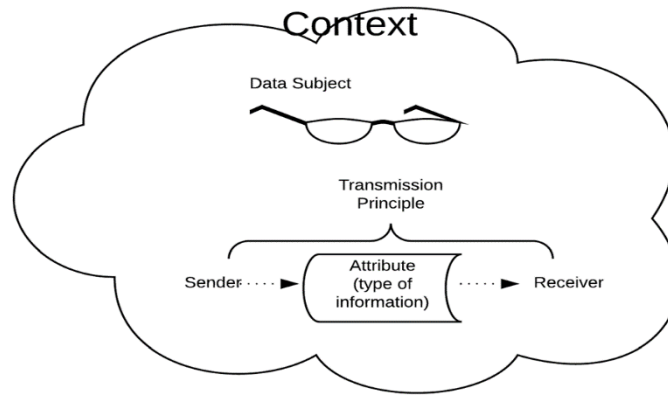 Context
Data Subject
Transmission
Principle
Sender
Attribute
(type of
information)
Receiver